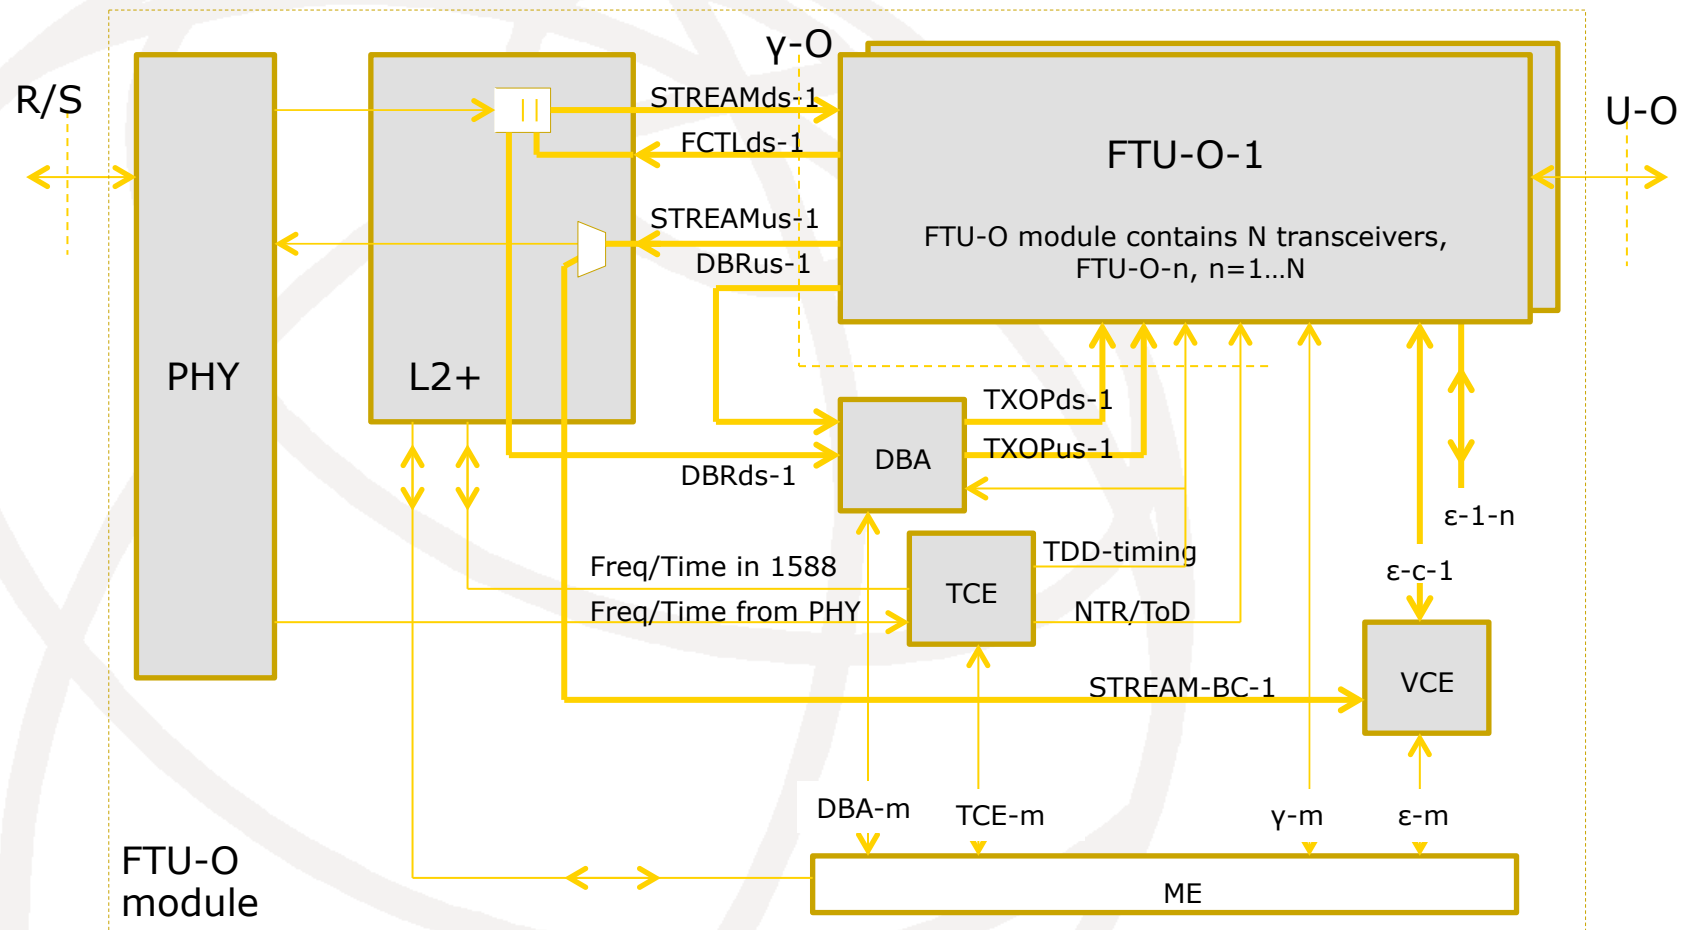 γ-O
R/S
STREAMds-1
U-O
FCTLds-1
FTU-O-1
STREAMus-1
FTU-O module contains N transceivers,
FTU-O-n, n=1…N
DBRus-1
PHY
L2+
TXOPds-1
TXOPus-1
DBA
DBRds-1
ε-1-n
TDD-timing
Freq/Time in 1588
ε-c-1
TCE
Freq/Time from PHY
NTR/ToD
STREAM-BC-1
VCE
DBA-m
TCE-m
γ-m
ε-m
FTU-O
module
ME